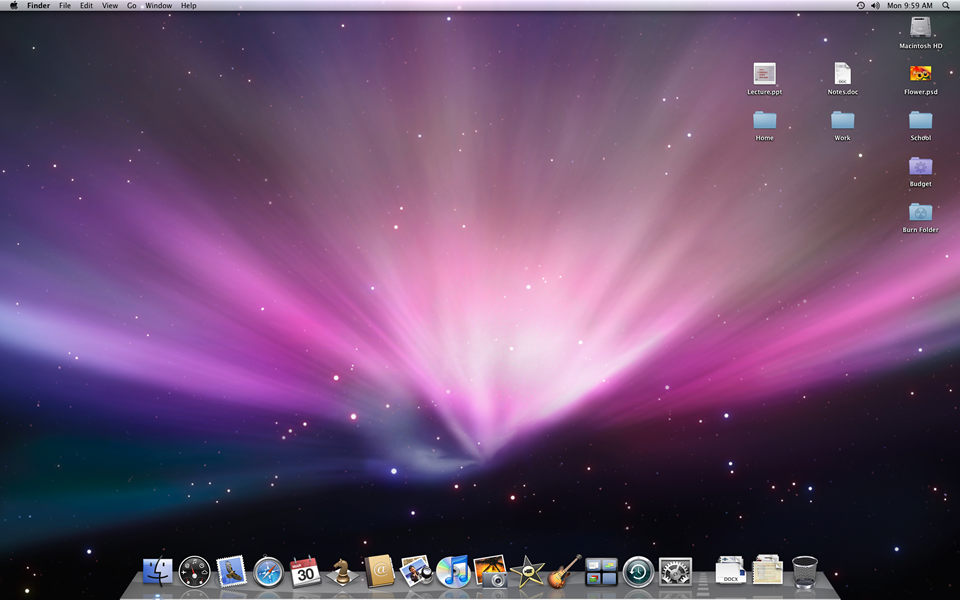 Finder File Edit View Go Window Help Mon 9:59 AM
Macintosh HD
Lecture.ppt Notes.doc Flower.psd
Home Work School
Budget
Burn Folder
30
@
DOCX